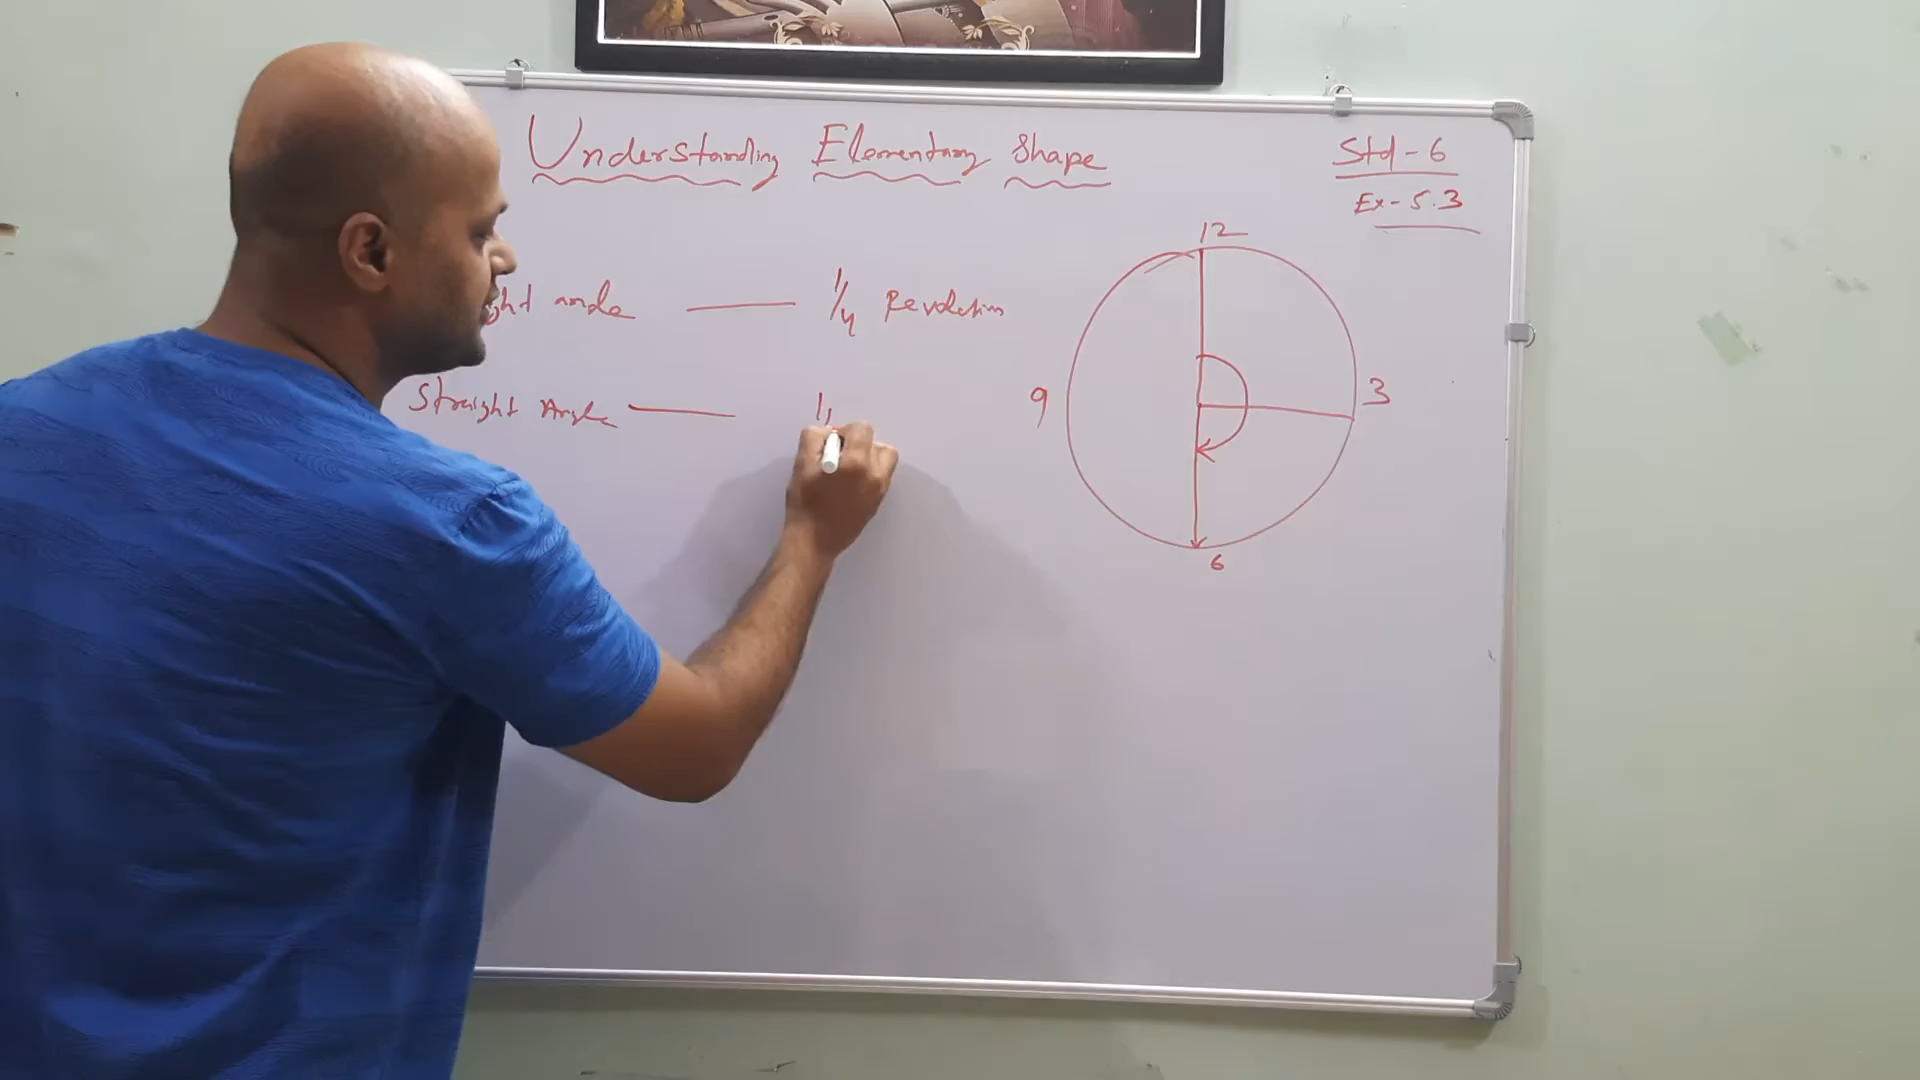 Understanding Elementary Shape
Std - 6
Ex - 5.3
12
ght angle —— 1/4 Revolution
9
3
Straight Angle —— 1/
6